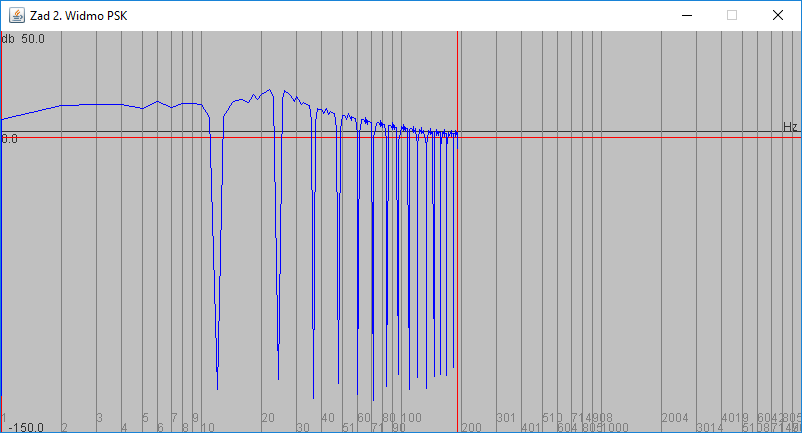 Zad 2. Widmo PSK
db 50.0
Hz
0.0
1 3 5 7 9 20 40 60 80 100 301 510 714 908 2004 4019 6042 805
-150.0 2 4 6 8 10 30 51 71 90 200 401 604 805 1000 3014 5108